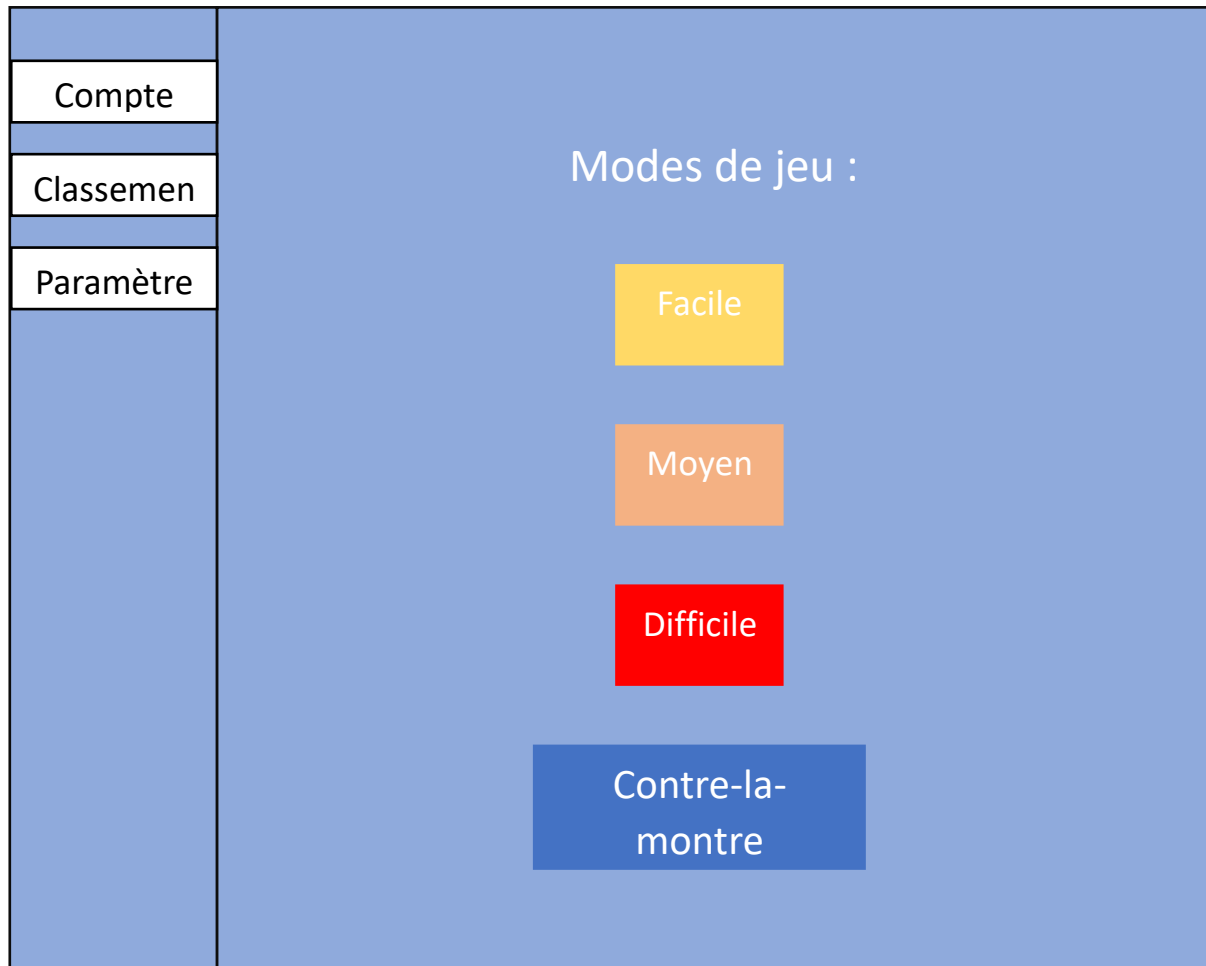 Compte
Classemen
Paramètre
Modes de jeu :
Facile
Moyen
Difficile
Contre-la-
montre